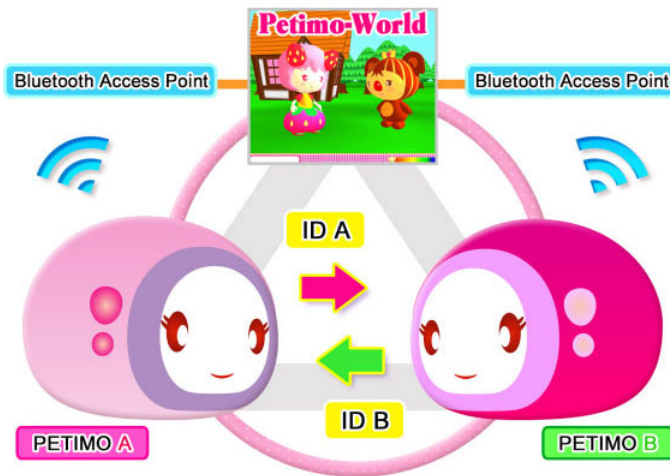 Petimo-World
Bluetooth Access Point
Bluetooth Access Point
ID A
ID B
PETIMO A
PETIMO B